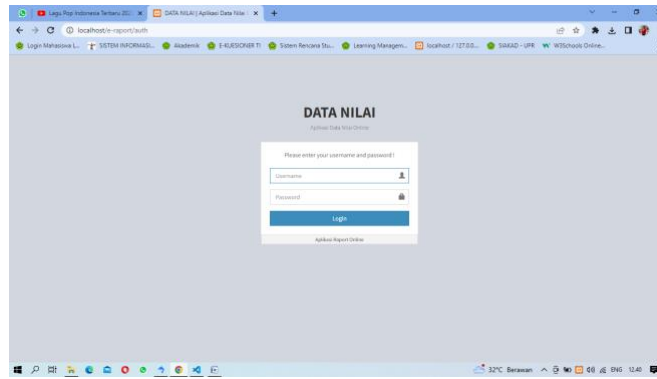 Lagu Pop Indonesia Terbaru 202
DATA NILAI | Aplikasi Data Nilai
localhost/e-raport/auth
Login Mahasiswa L...
SISTEM INFORMASI...
Akademik
E-KUESIONER TI
Sistem Rencana Stu...
Learning Managem...
localhost / 127.0.0...
SIAKAD - UPR
W3Schools Online...
DATA NILAI
Aplikasi Data Nilai Online
Please enter your username and password !
Username
Password
Login
Aplikasi Raport Online
32°C Berawan
ENG
12.40